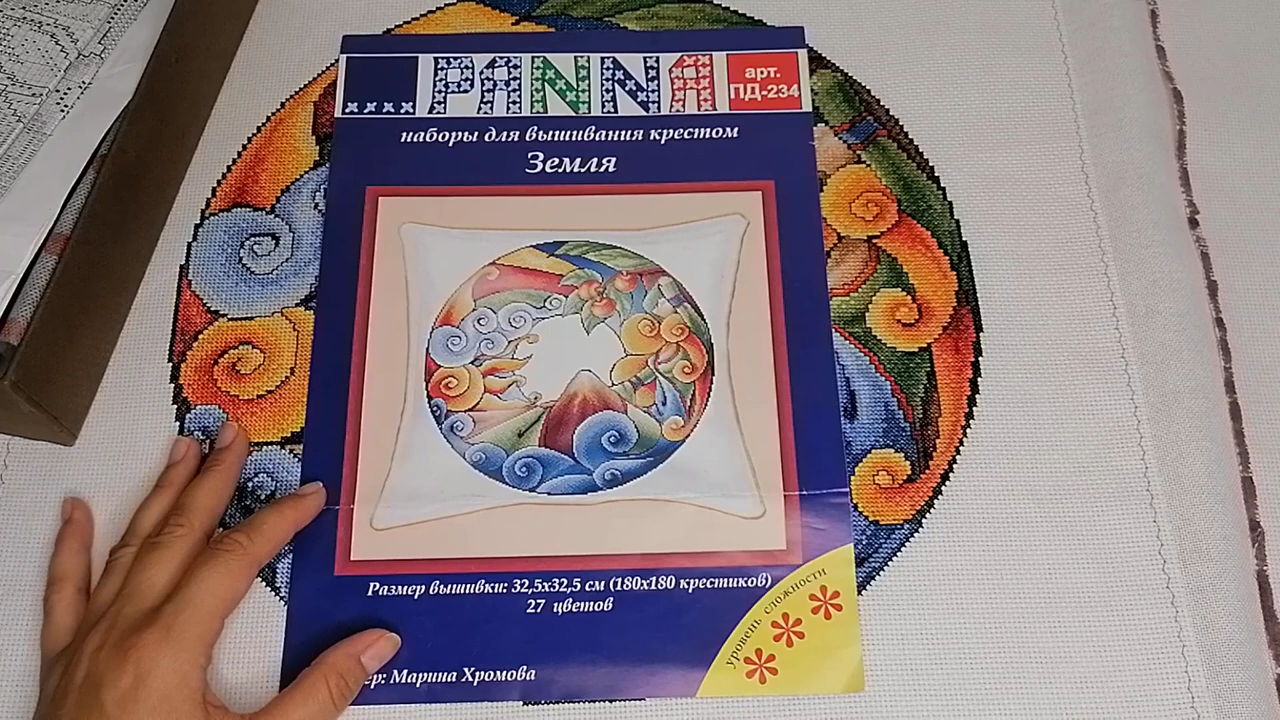 PANNA
арт.
ПД-234
наборы для вышивания крестом
Земля
Размер вышивки: 32,5х32,5 см (180х180 крестиков)
27 цветов
уровень сложности
Марина Хромова